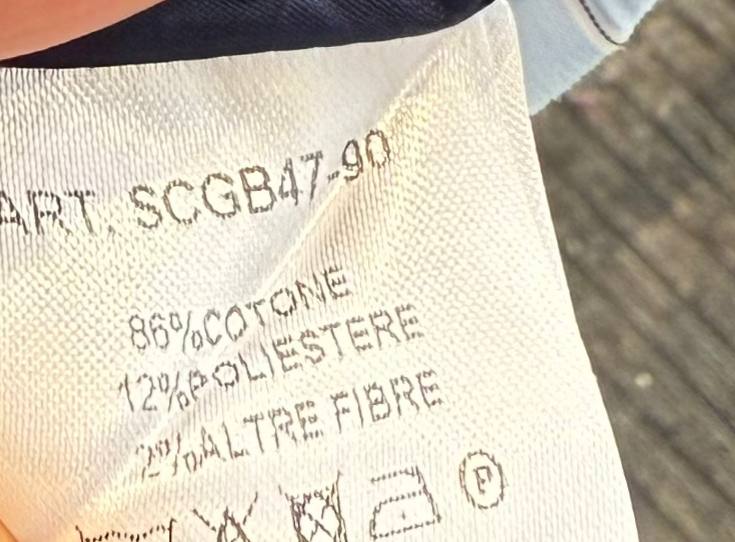 ART. SCGB47-90
86%COTONE
12%POLIESTERE
2%ALTRE FIBRE
P